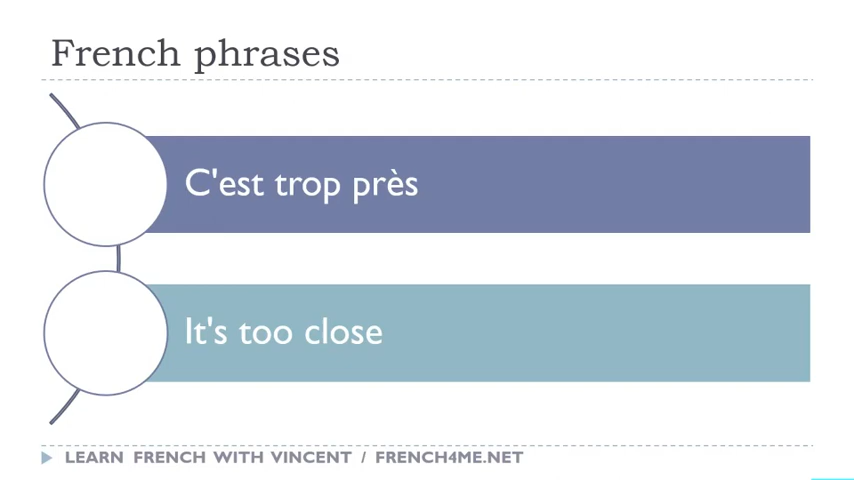 French phrases
C'est trop près
It's too close
LEARN FRENCH WITH VINCENT / FRENCH4ME.NET